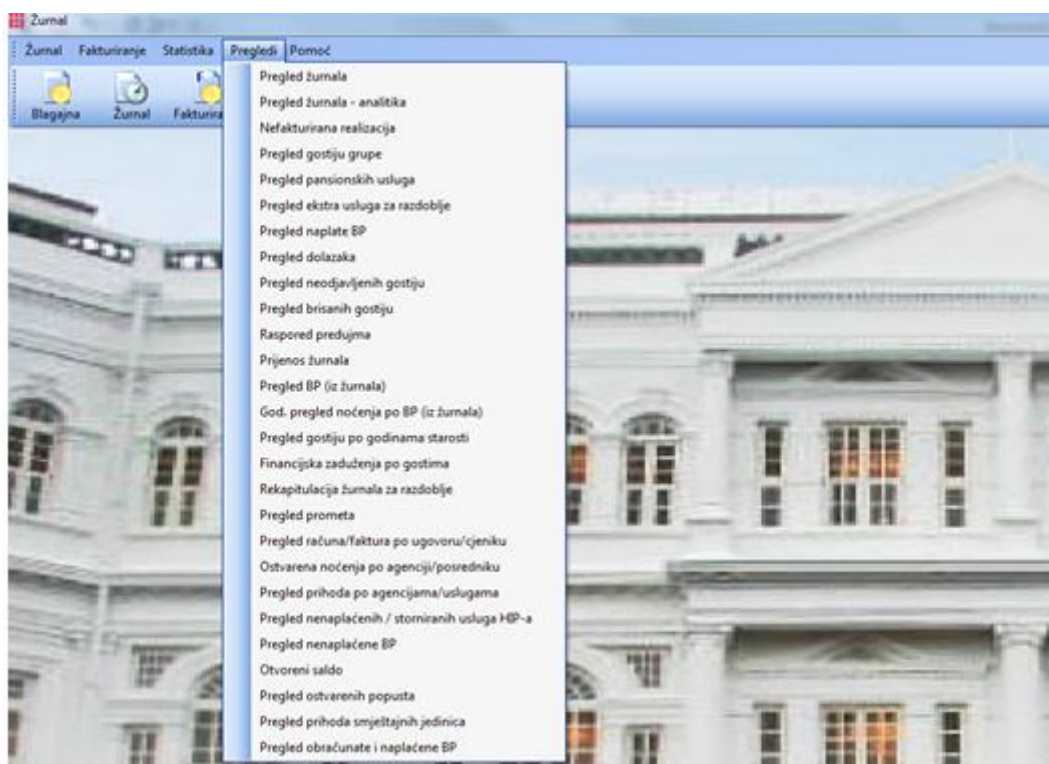 Žurnal
Žurnal Fakturiranje Statistika Pregledi Pomoć
Blagajna Žurnal Fakturira
Pregled žurnala
Pregled žurnala - analitika
Nefakturirana realizacija
Pregled gostiju grupe
Pregled pansionskih usluga
Pregled ekstra usluga za razdoblje
Pregled naplate BP
Pregled dolazaka
Pregled neodjavljenih gostiju
Pregled brisanih gostiju
Raspored predujma
Prijenos žurnala
Pregled BP (iz žurnala)
God. pregled noćenja po BP (iz žurnala)
Pregled gostiju po godinama starosti
Financijska zaduženja po gostima
Rekapitulacija žurnala za razdoblje
Pregled prometa
Pregled računa/faktura po ugovoru/cjeniku
Ostvarena noćenja po agenciji/posredniku
Pregled prihoda po agencijama/uslugama
Pregled nenaplaćenih / storniranih usluga HIP-a
Pregled nenaplaćene BP
Otvoreni saldo
Pregled ostvarenih popusta
Pregled prihoda smještajnih jedinica
Pregled obračunate i naplaćene BP